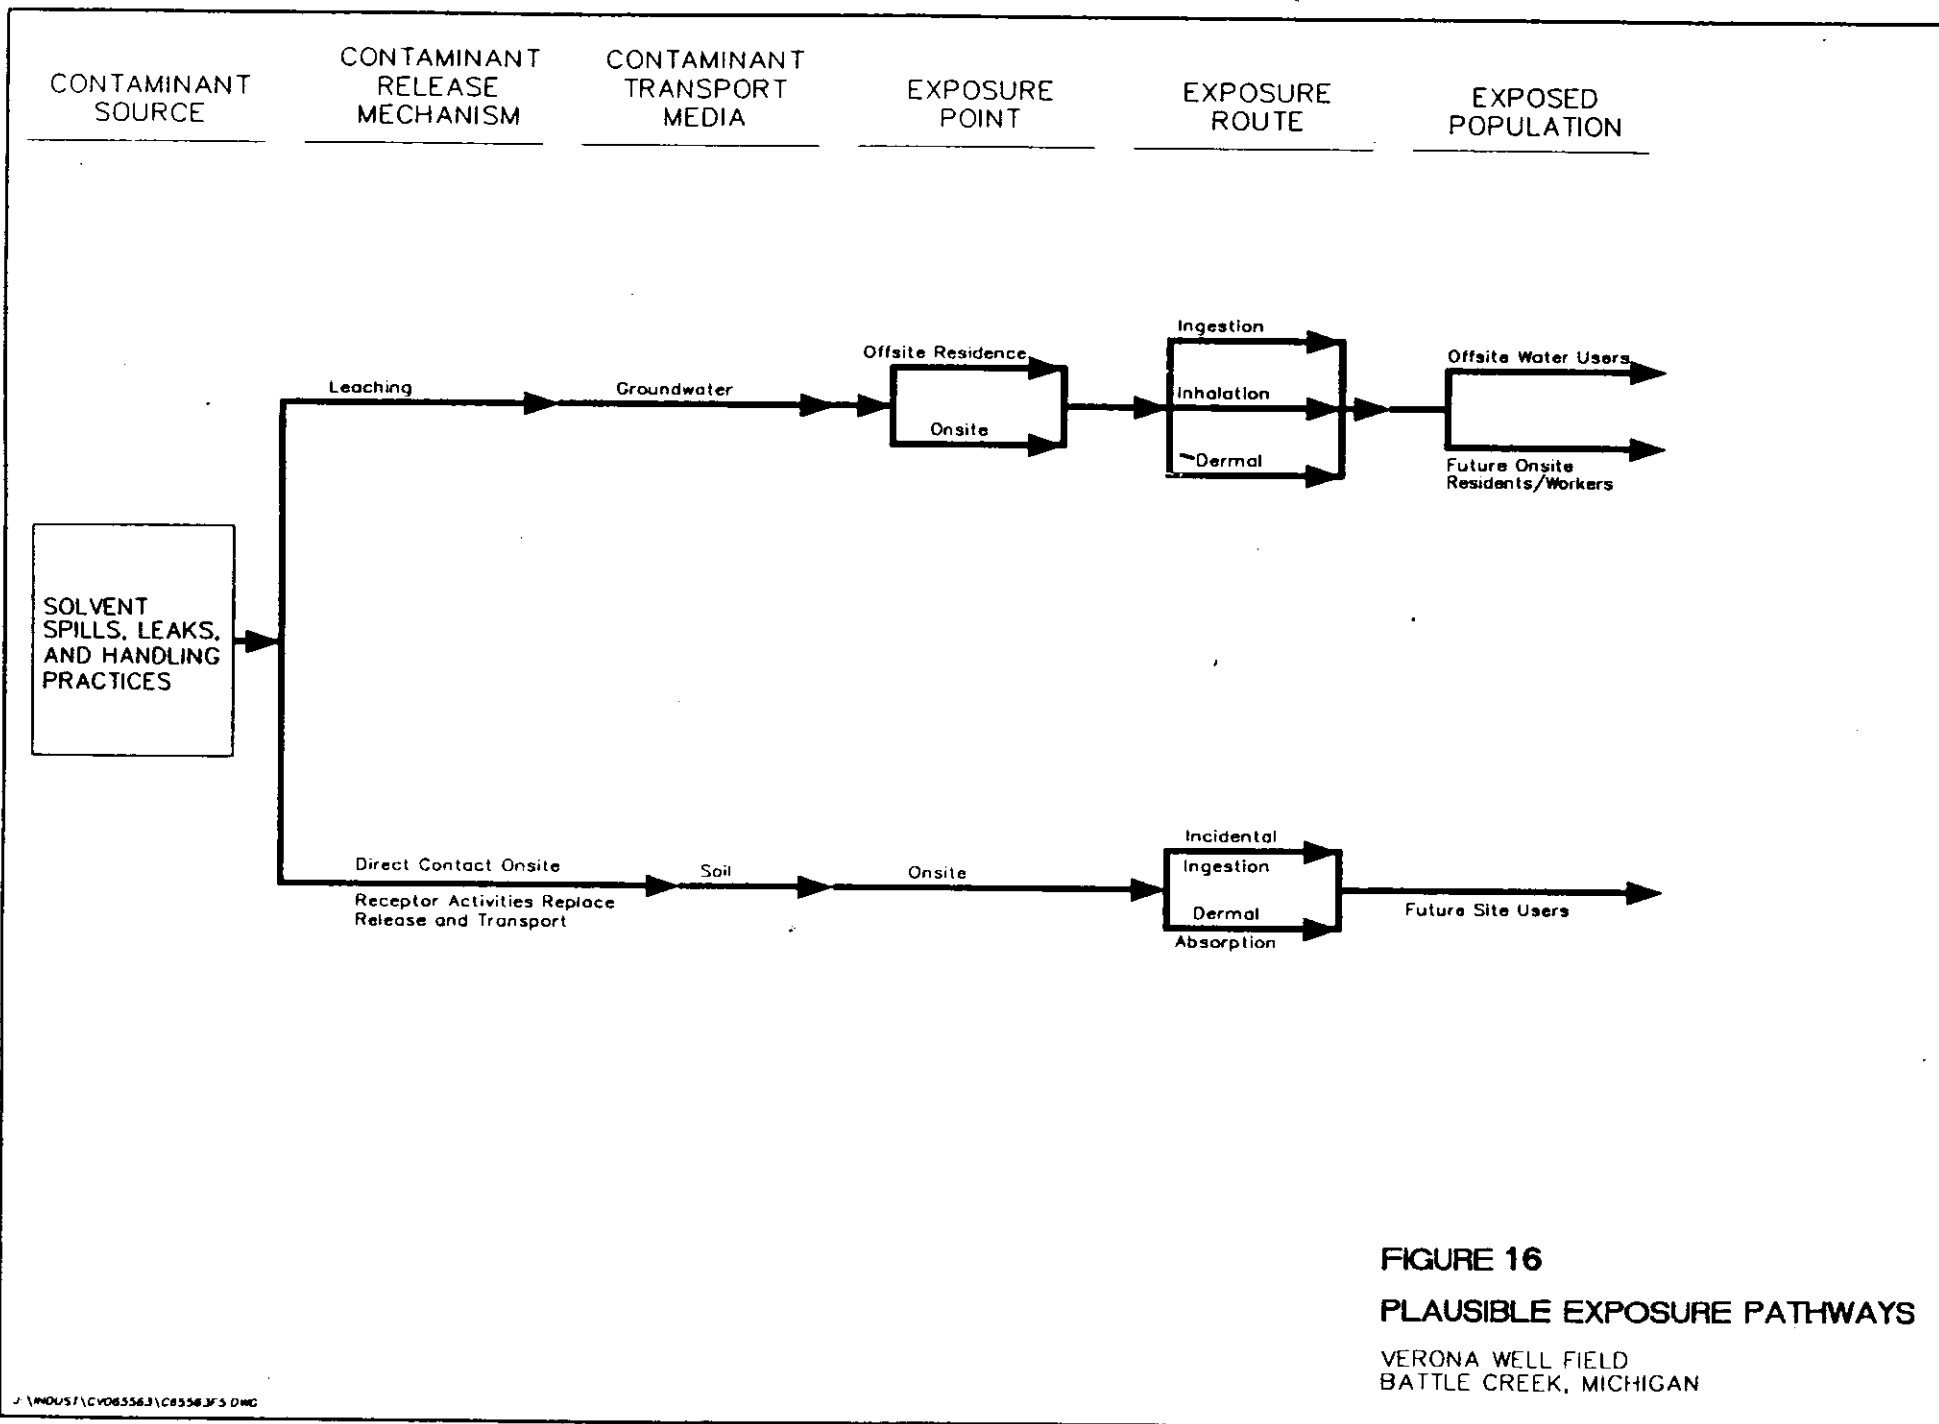 CONTAMINANT
SOURCE
CONTAMINANT
RELEASE
MECHANISM
CONTAMINANT
TRANSPORT
MEDIA
EXPOSURE
POINT
EXPOSURE
ROUTE
EXPOSED
POPULATION
SOLVENT
SPILLS, LEAKS,
AND HANDLING
PRACTICES
Leaching
Groundwater
Offsite Residence
Onsite
Ingestion
Inhalation
Dermal
Offsite Water Users
Future Onsite
Residents/Workers
Direct Contact Onsite
Receptor Activities Replace
Release and Transport
Soil
Onsite
Incidental
Ingestion
Dermal
Absorption
Future Site Users
FIGURE 16
PLAUSIBLE EXPOSURE PATHWAYS
VERONA WELL FIELD
BATTLE CREEK, MICHIGAN